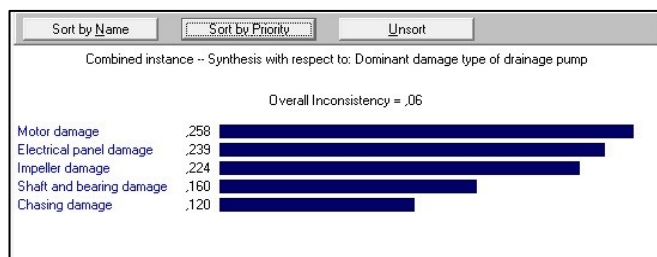 Sort by Name Sort by Priority Unsort
Combined instance -- Synthesis with respect to: Dominant damage type of drainage pump
Overall Inconsistency = ,06
Motor damage ,258
Electrical panel damage ,239
Impeller damage ,224
Shaft and bearing damage ,160
Chasing damage ,120